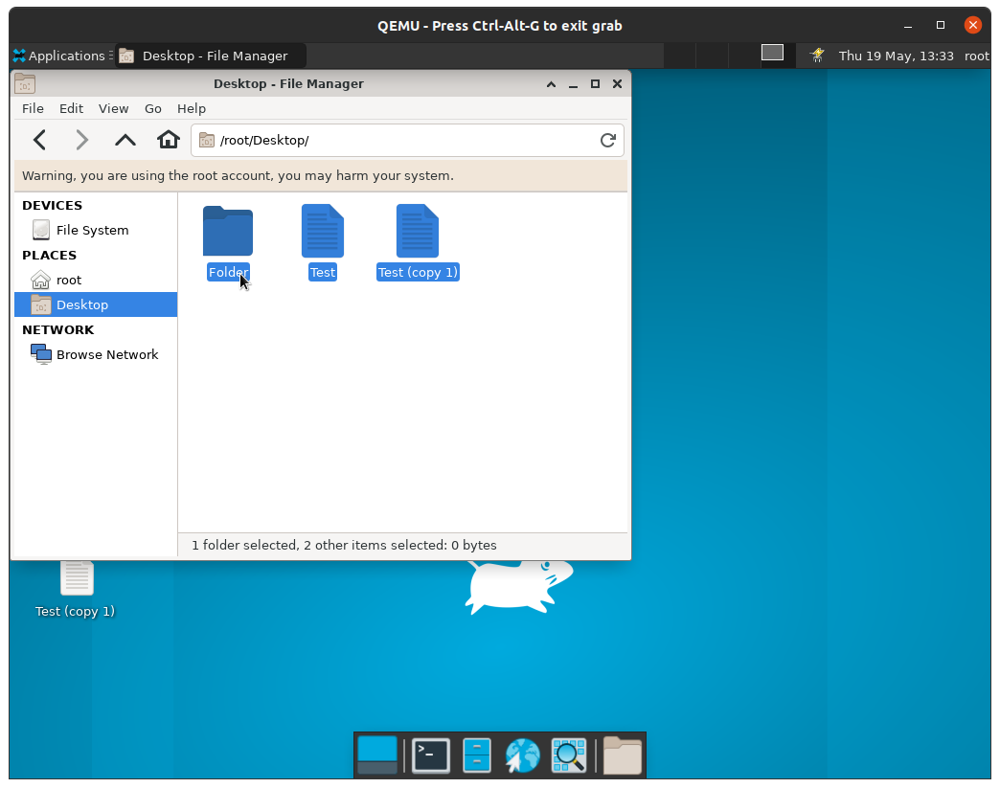 QEMU - Press Ctrl-Alt-G to exit grab
Applications Desktop - File Manager Thu 19 May, 13:33 root
Desktop - File Manager
File Edit View Go Help
/root/Desktop/
Warning, you are using the root account, you may harm your system.
DEVICES
File System
PLACES
root
Desktop
NETWORK
Browse Network
Folder Test Test (copy 1)
1 folder selected, 2 other items selected: 0 bytes
Test (copy 1)
>_